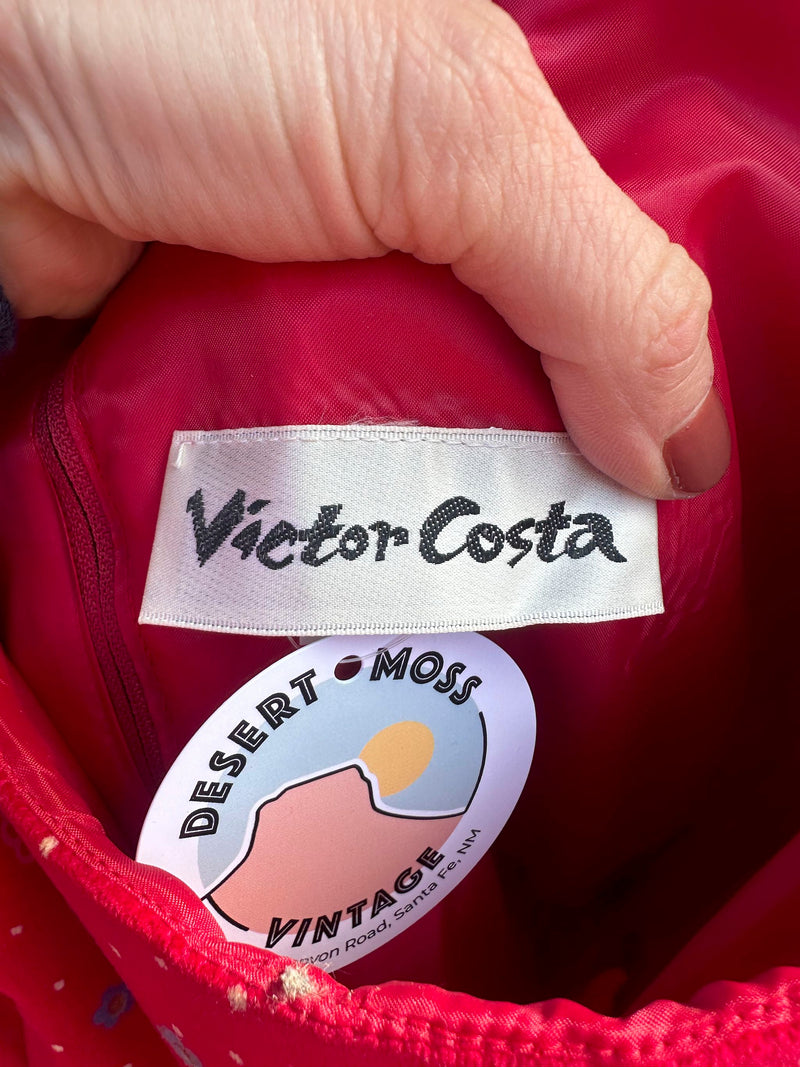 Victor Costa
DESERT MOSS
VINTAGE
Road, Santa Fe, NM